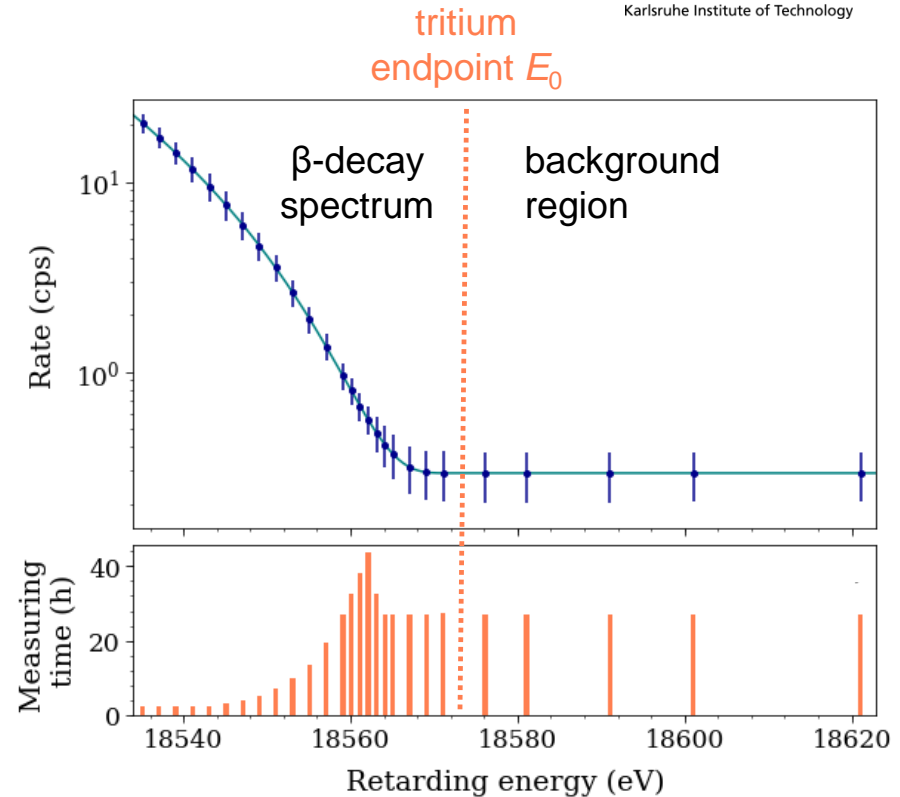 Karlsruhe Institute of Technology
tritium
endpoint E₀
β-decay
spectrum
background
region
Rate (cps)
10¹
10⁰
Measuring
time (h)
40
20
0
18540
18560
18580
18600
18620
Retarding energy (eV)